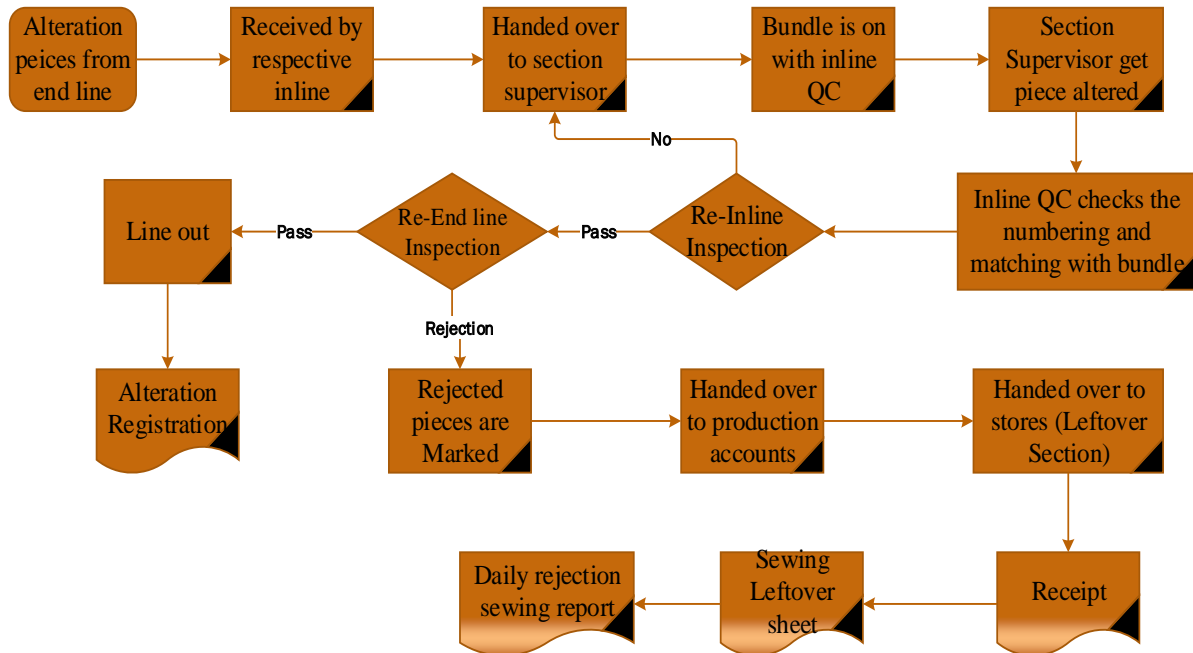 Alteration
peices from
end line
Received by
respective
inline
Handed over
to section
supervisor
Bundle is on
with inline
QC
Section
Supervisor get
piece altered
No
Line out
Pass
Re-End line
Inspection
Pass
Re-Inline
Inspection
Inline QC checks the
numbering and
matching with bundle
Rejection
Alteration
Registration
Rejected
pieces are
Marked
Handed over
to production
accounts
Handed over to
stores (Leftover
Section)
Daily rejection
sewing report
Sewing
Leftover
sheet
Receipt